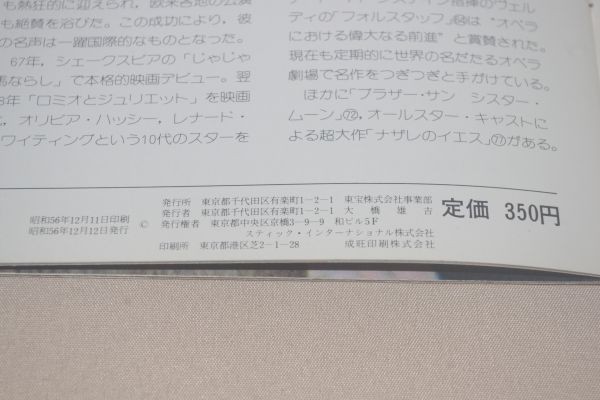 も熱狂的に迎えられ、欧米各地の公演
も絶賛を浴びた。この成功により、彼
の名声は一躍国際的なものとなった。
67年、シェークスピアの「じゃじゃ
馬ならし」で本格的映画デビュー。翌
8年「ロミオとジュリエット」を映画
、オリビア・ハッシー、レナード・
ワイティングという10代のスターを
指揮のヴェル
ディの「フォルスタッフ」64は“オペラ
における偉大なる前進”と賞賛された。
現在も定期的に世界の名だたるオペラ
劇場で名作をつぎつぎと手がけている。
ほかに「ブラザー・サン　シスター・
ムーン」72，オールスター・キャストに
よる超大作「ナザレのイエス」77がある。
昭和56年12月11日印刷
昭和56年12月12日発行
©
発行所　東京都千代田区有楽町1−2−1　東宝株式会社事業部
発行者　東京都千代田区有楽町1−2−1　大橋雄吉
発行権者　東京都中央区京橋3−9−9　和ビル5F
スティック・インターナショナル株式会社
印刷所　東京都港区芝2−1−28　成旺印刷株式会社
定価 350円